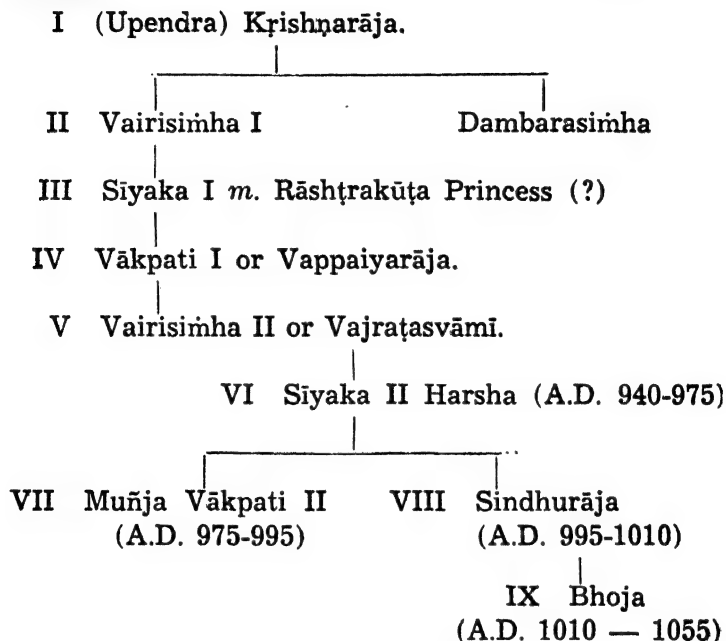 I (Upendra) Kṛishṇarāja.
II Vairisiṁha I Dambarasiṁha
III Sīyaka I m. Rāshṭrakūṭa Princess (?)
IV Vākpati I or Vappaiyarāja.
V Vairisiṁha II or Vajraṭasvāmī.
VI Sīyaka II Harsha (A.D. 940-975)
VII Muñja Vākpati II VIII Sindhurāja
(A.D. 975-995) (A.D. 995-1010)
IX Bhoja
(A.D. 1010 — 1055)